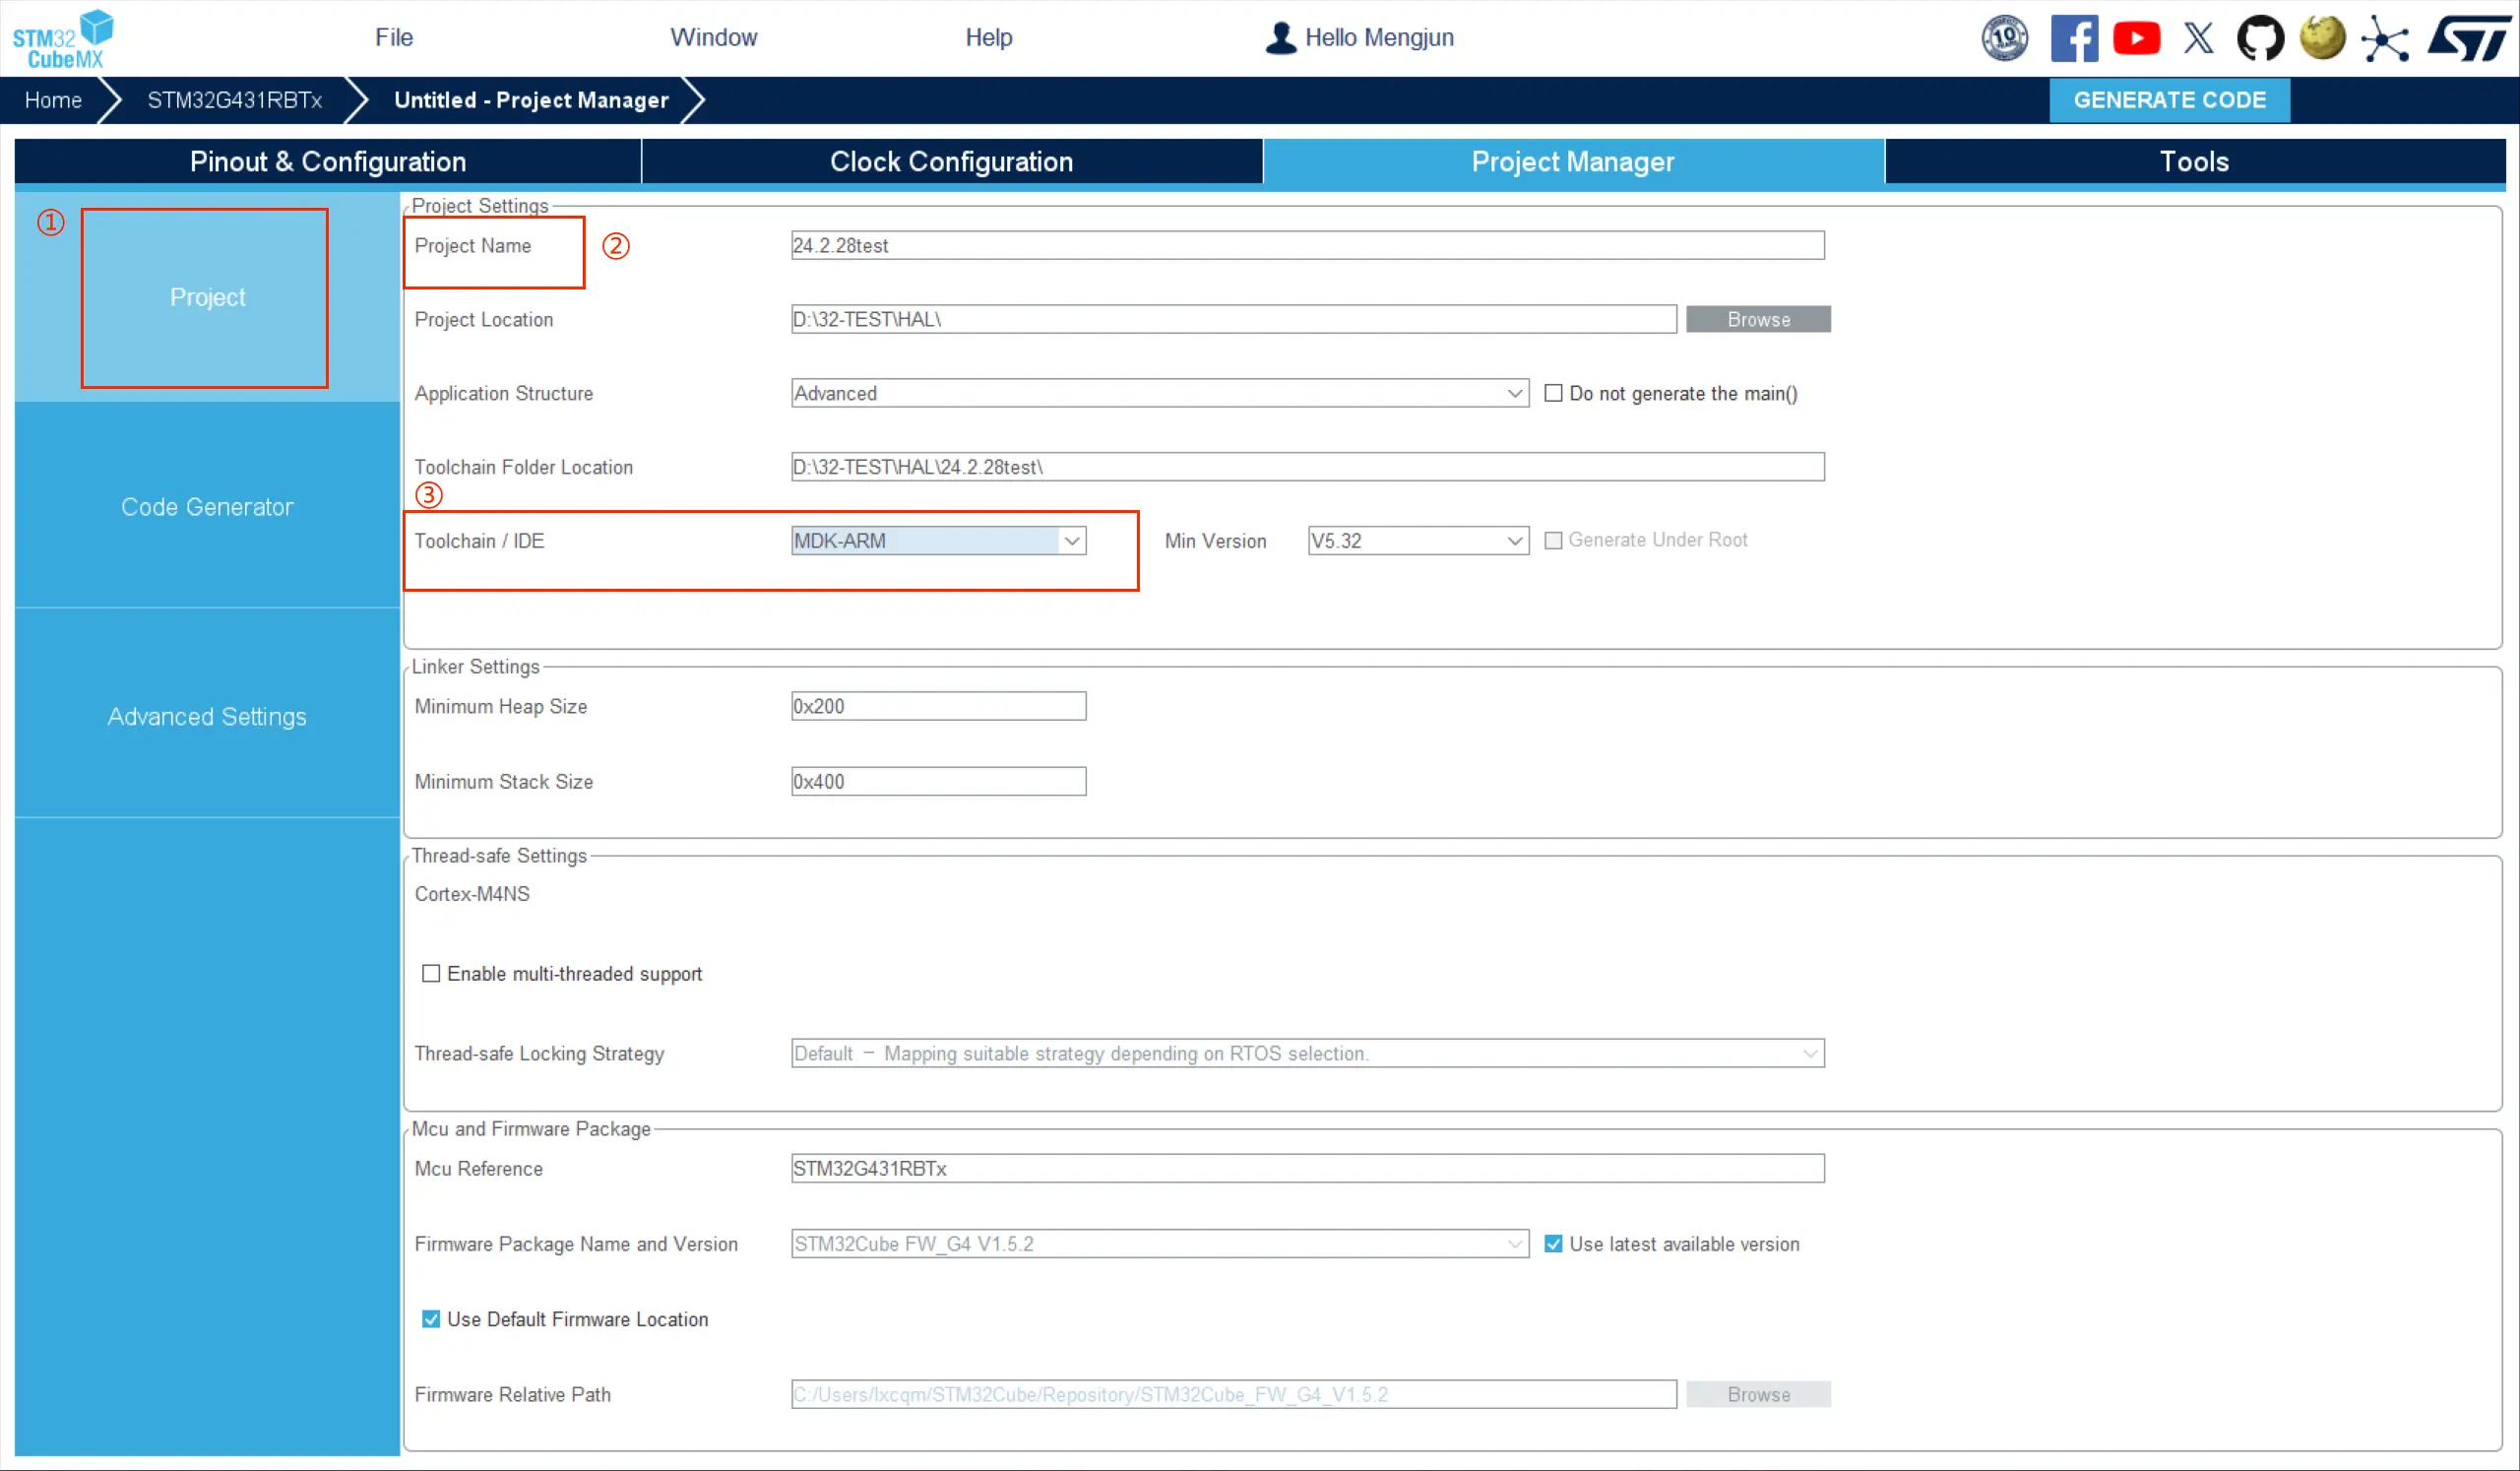 STM32 CubeMX File Window Help Hello Mengjun 10 ST
Home STM32G431RBTx Untitled - Project Manager GENERATE CODE
Pinout & Configuration Clock Configuration Project Manager Tools
① Project
Code Generator
Advanced Settings
Project Settings
Project Name ② 24.2.28test
Project Location D:\32-TEST\HAL\ Browse
Application Structure Advanced Do not generate the main()
Toolchain Folder Location D:\32-TEST\HAL\24.2.28test\
③
Toolchain / IDE MDK-ARM Min Version V5.32 Generate Under Root
Linker Settings
Minimum Heap Size 0x200
Minimum Stack Size 0x400
Thread-safe Settings
Cortex-M4NS
Enable multi-threaded support
Thread-safe Locking Strategy Default – Mapping suitable strategy depending on RTOS selection.
Mcu and Firmware Package
Mcu Reference STM32G431RBTx
Firmware Package Name and Version STM32Cube FW_G4 V1.5.2 Use latest available version
Use Default Firmware Location
Firmware Relative Path C:/Users/lxcqm/STM32Cube/Repository/STM32Cube_FW_G4_V1.5.2 Browse